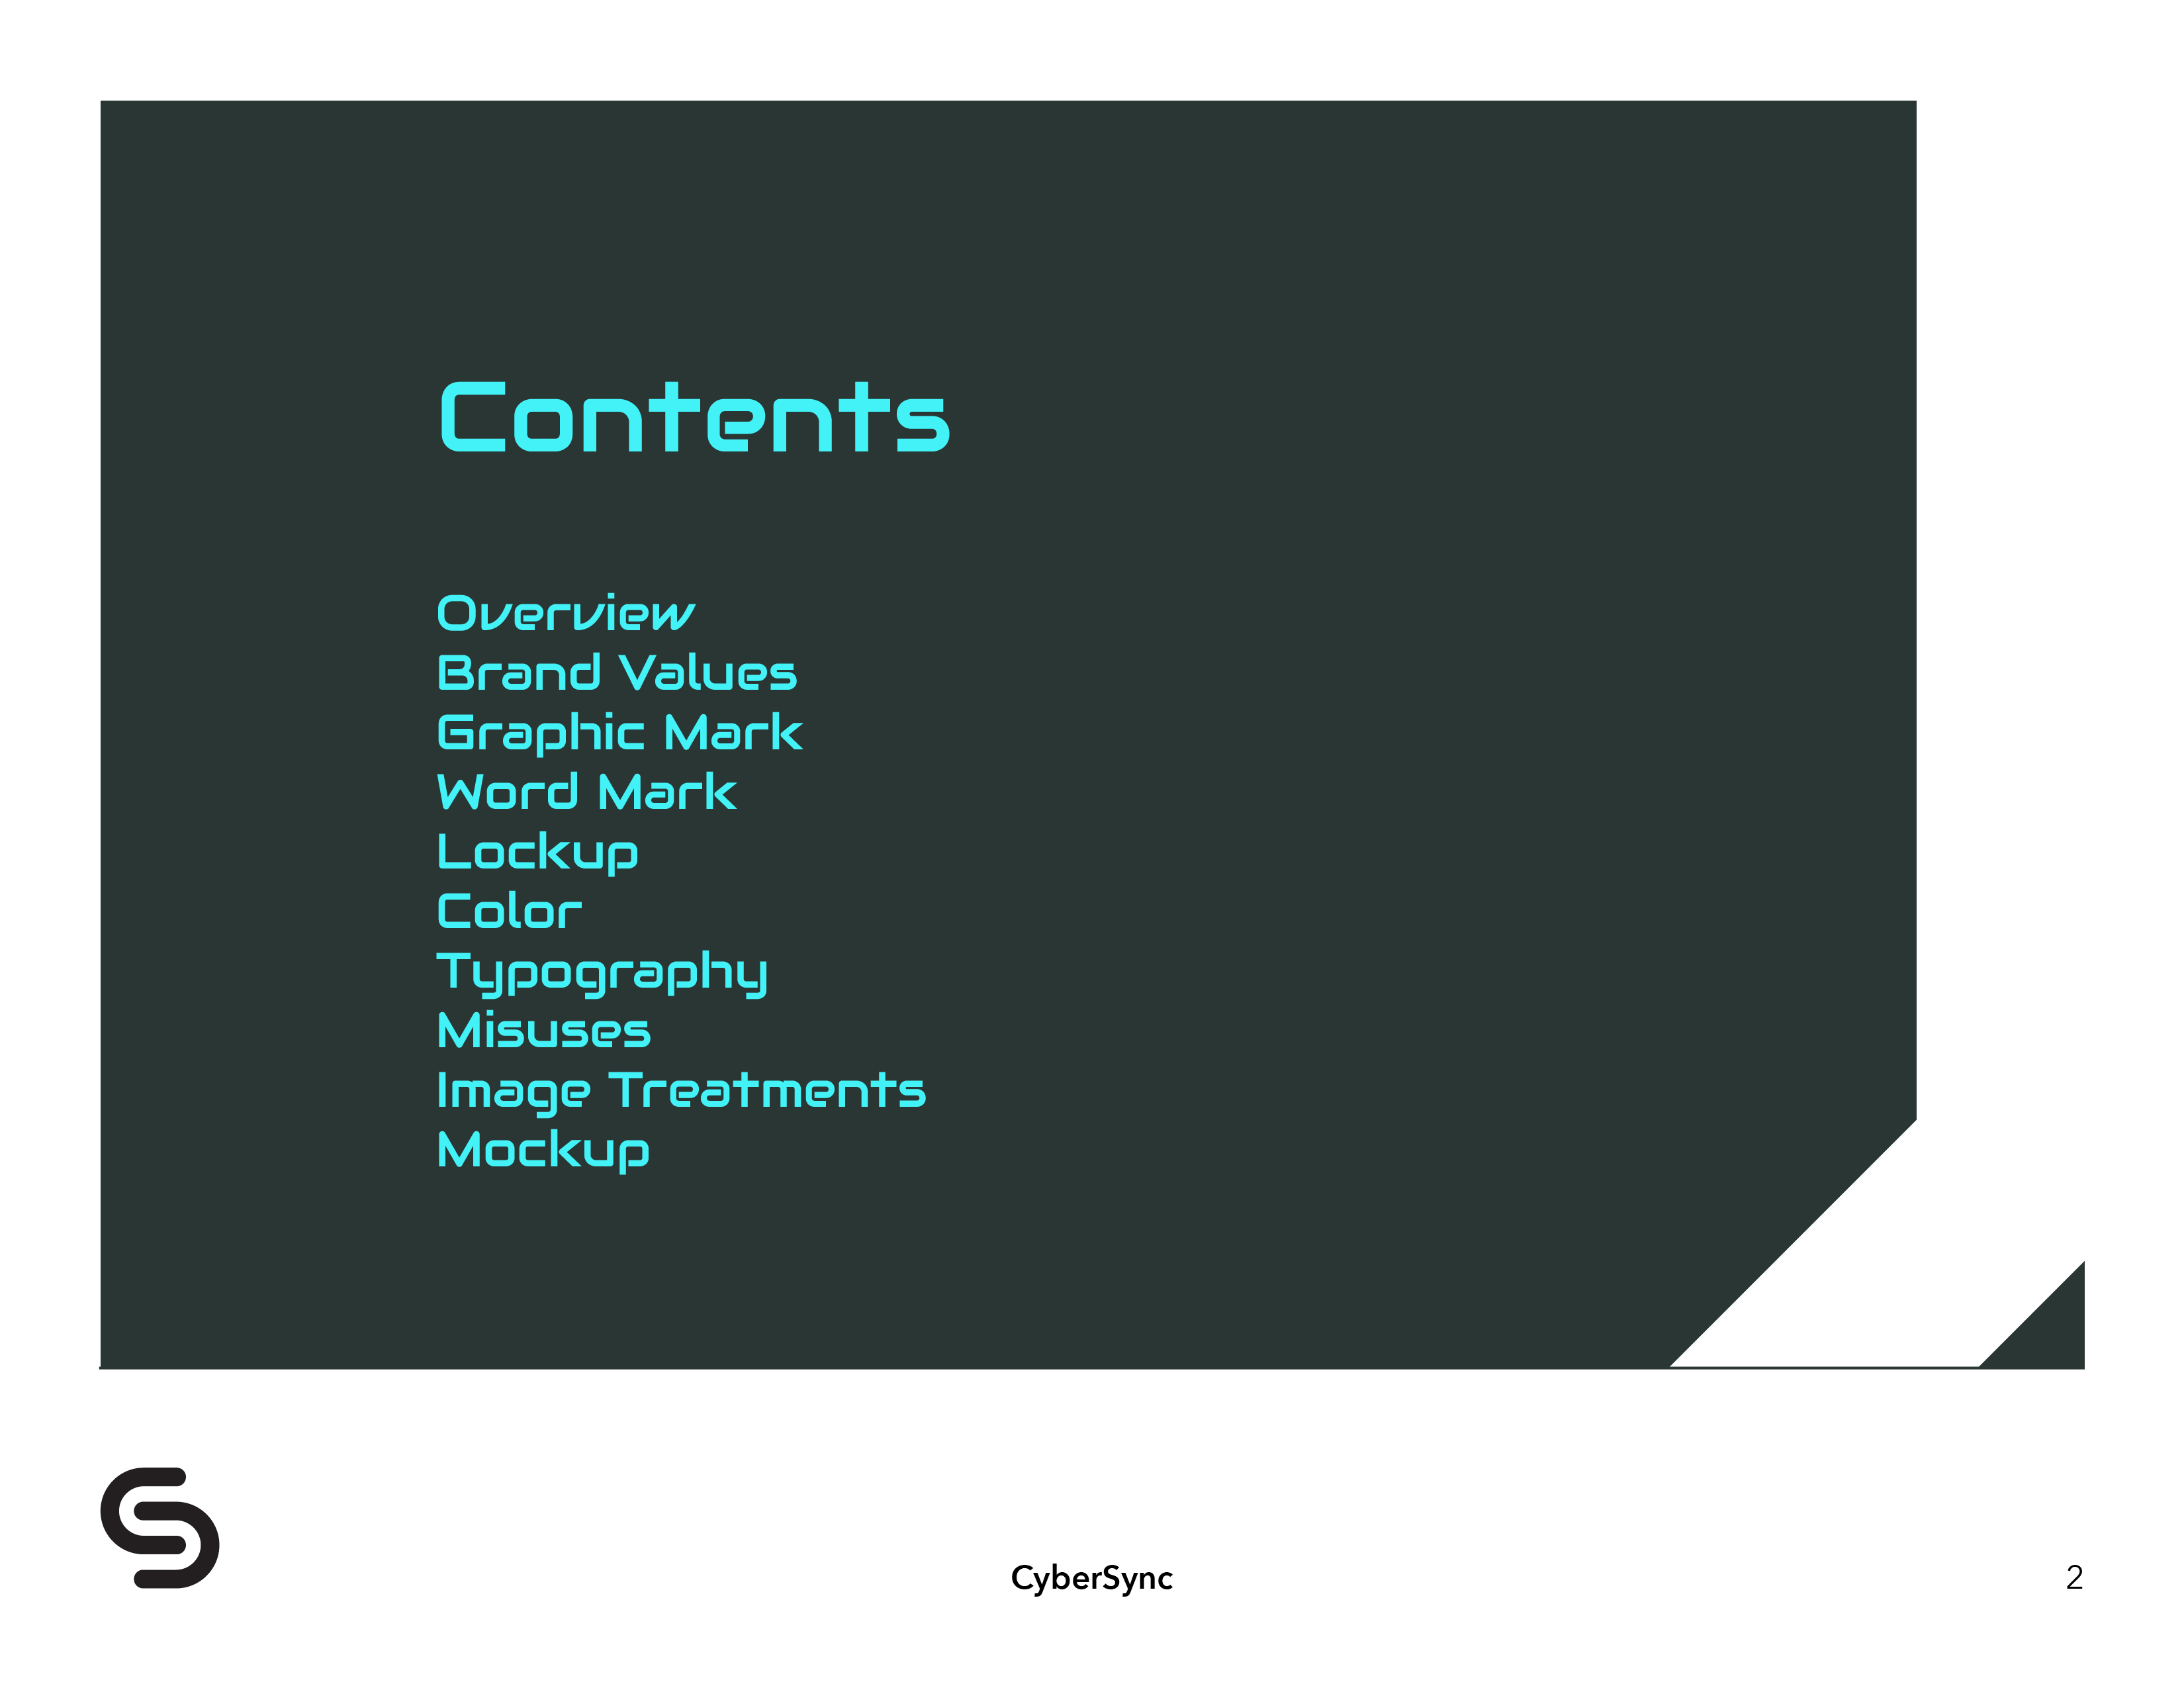 Contents
Overview
Brand Values
Graphic Mark
Word Mark
Lockup
Color
Typography
Misuses
Image Treatments
Mockup
CyberSync
2